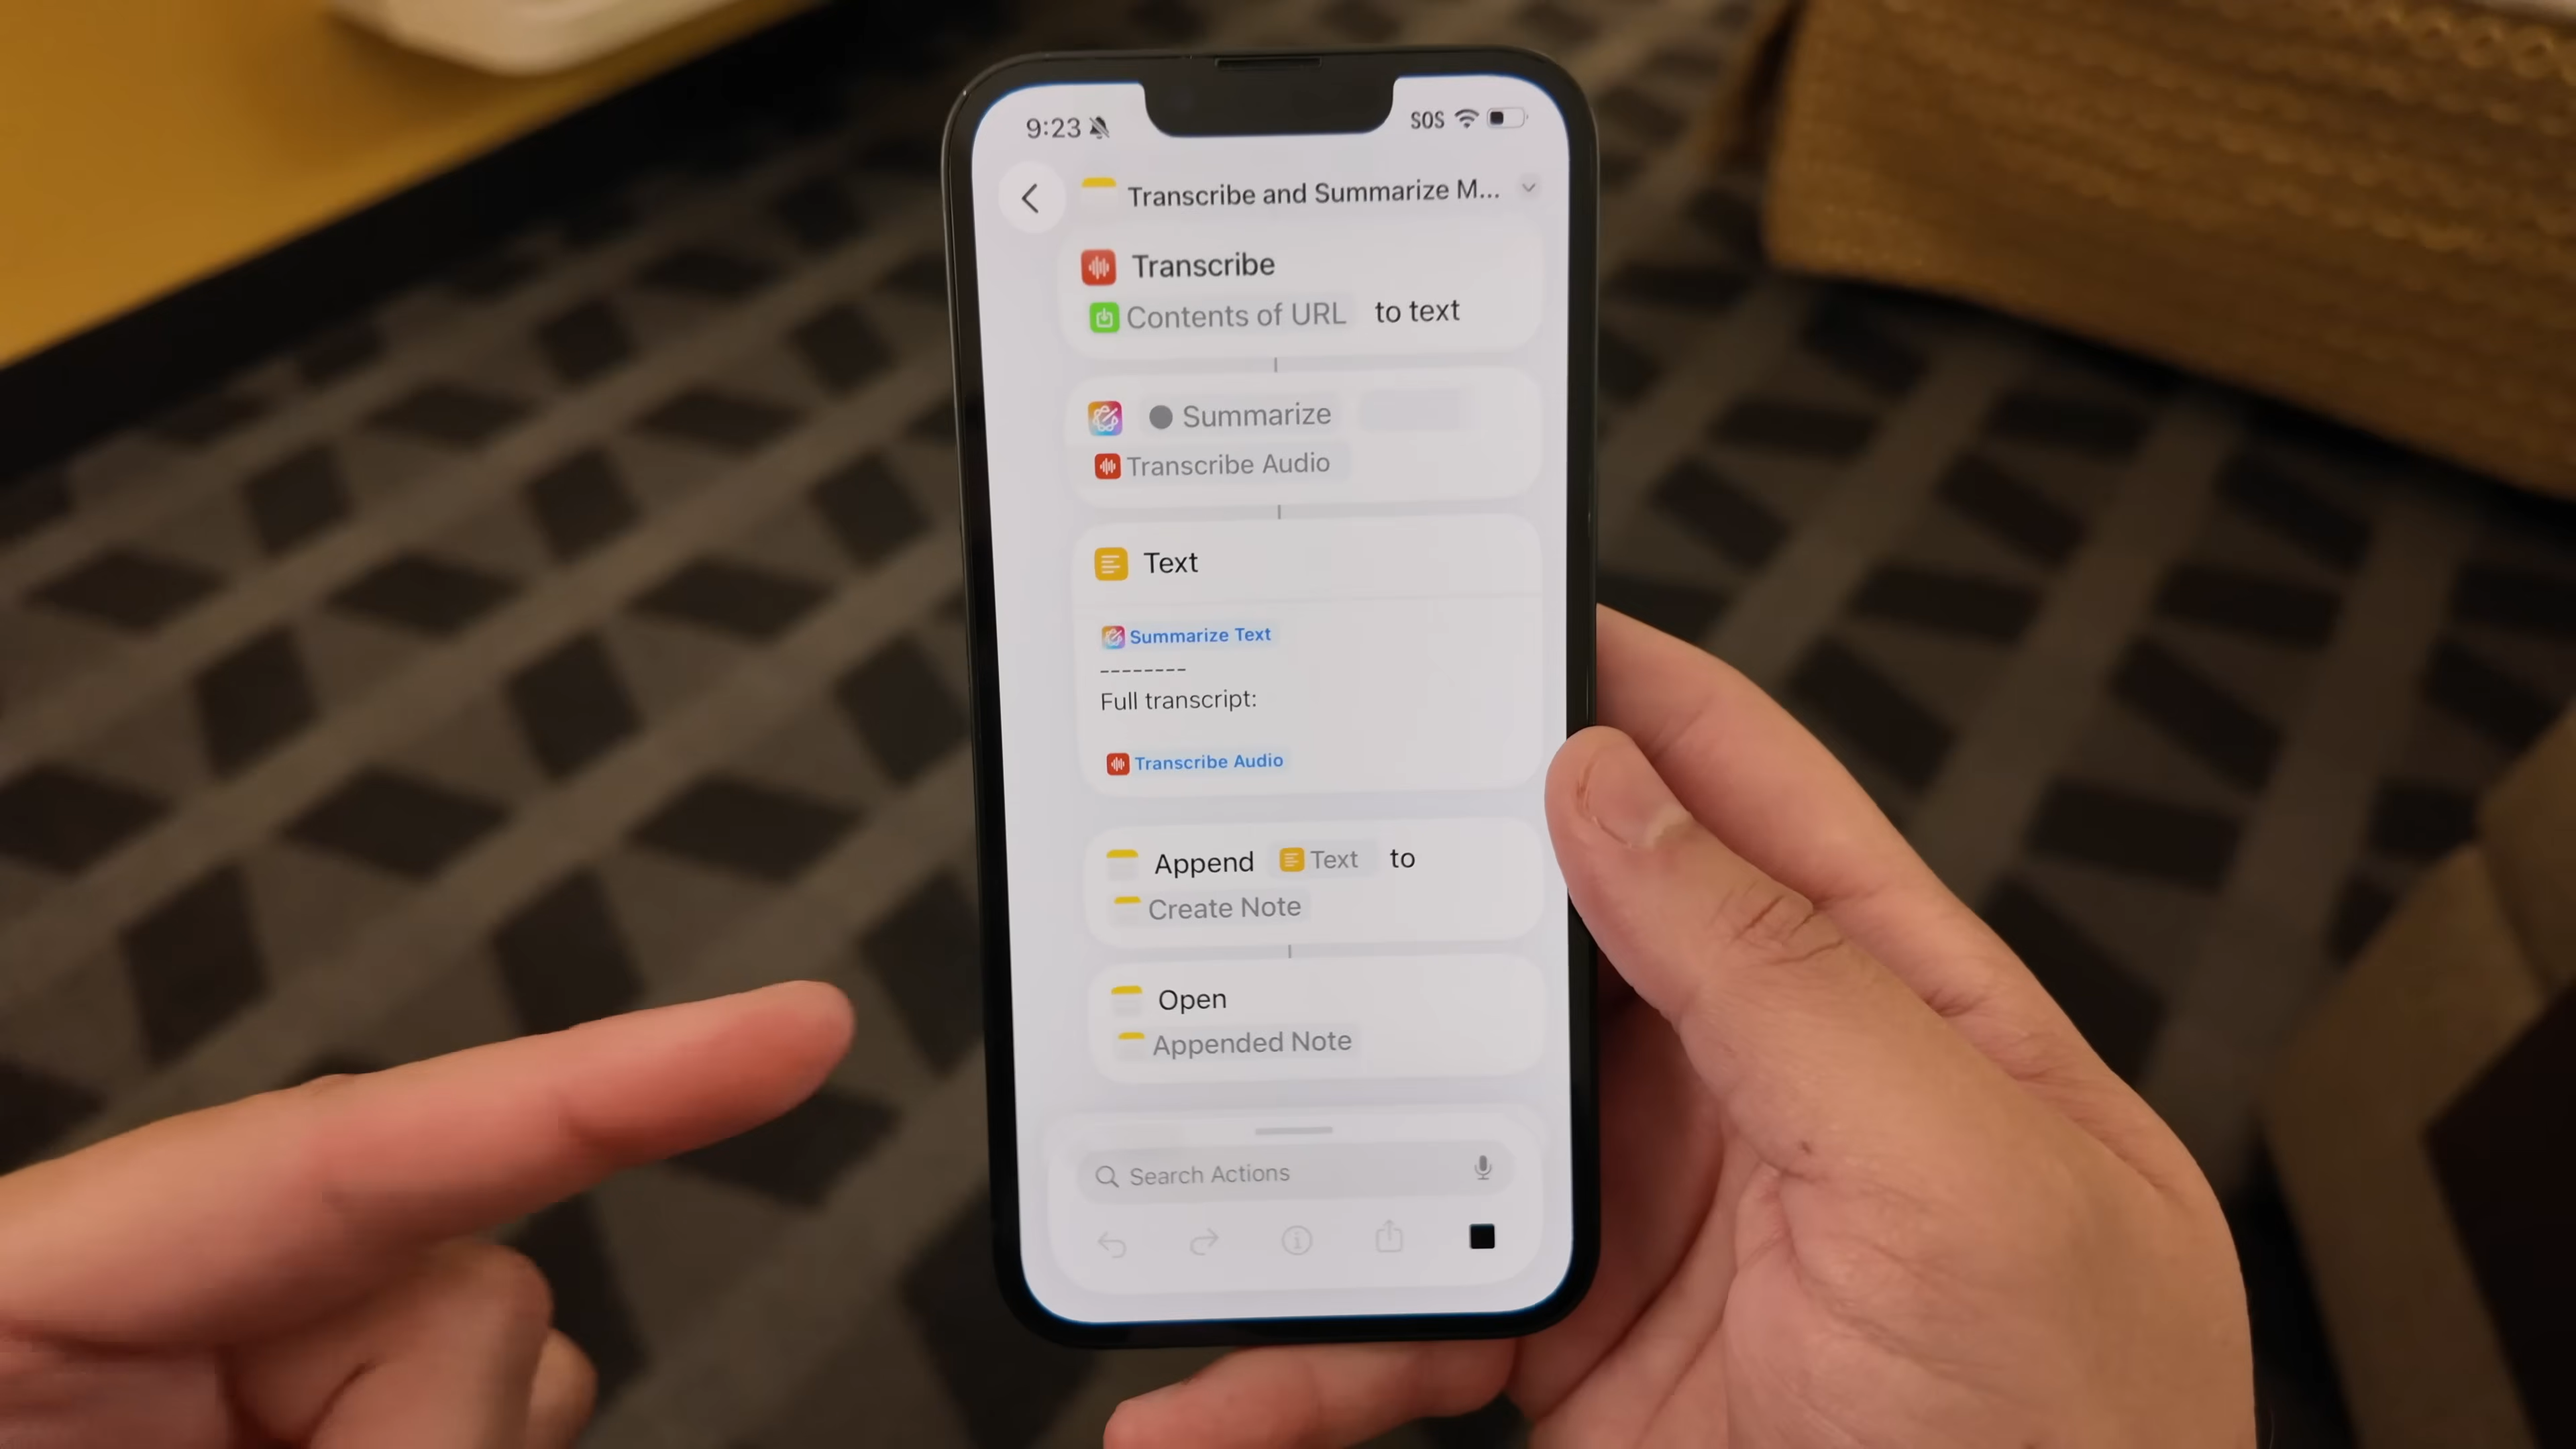 9:23
SOS
Transcribe and Summarize M...
Transcribe
Contents of URL to text
Summarize
Transcribe Audio
Text
Summarize Text
--------
Full transcript:
Transcribe Audio
Append Text to
Create Note
Open
Appended Note
Search Actions